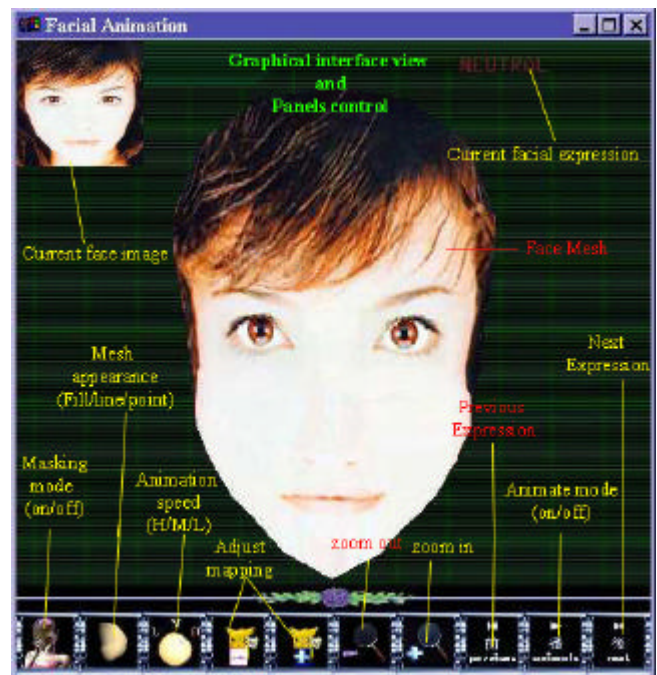 Facial Animation
Graphical interface view
and
Panels control
NEUTRAL
Current facial expression
Current face image
Face Mesh
Mesh
appearance
(Fill/line/point)
Next
Expression
Previous
Expression
Masking
mode
(on/off)
Animation
speed
(H/M/L)
Animate mode
(on/off)
Adjust
mapping
zoom out
zoom in
previous
animate
next